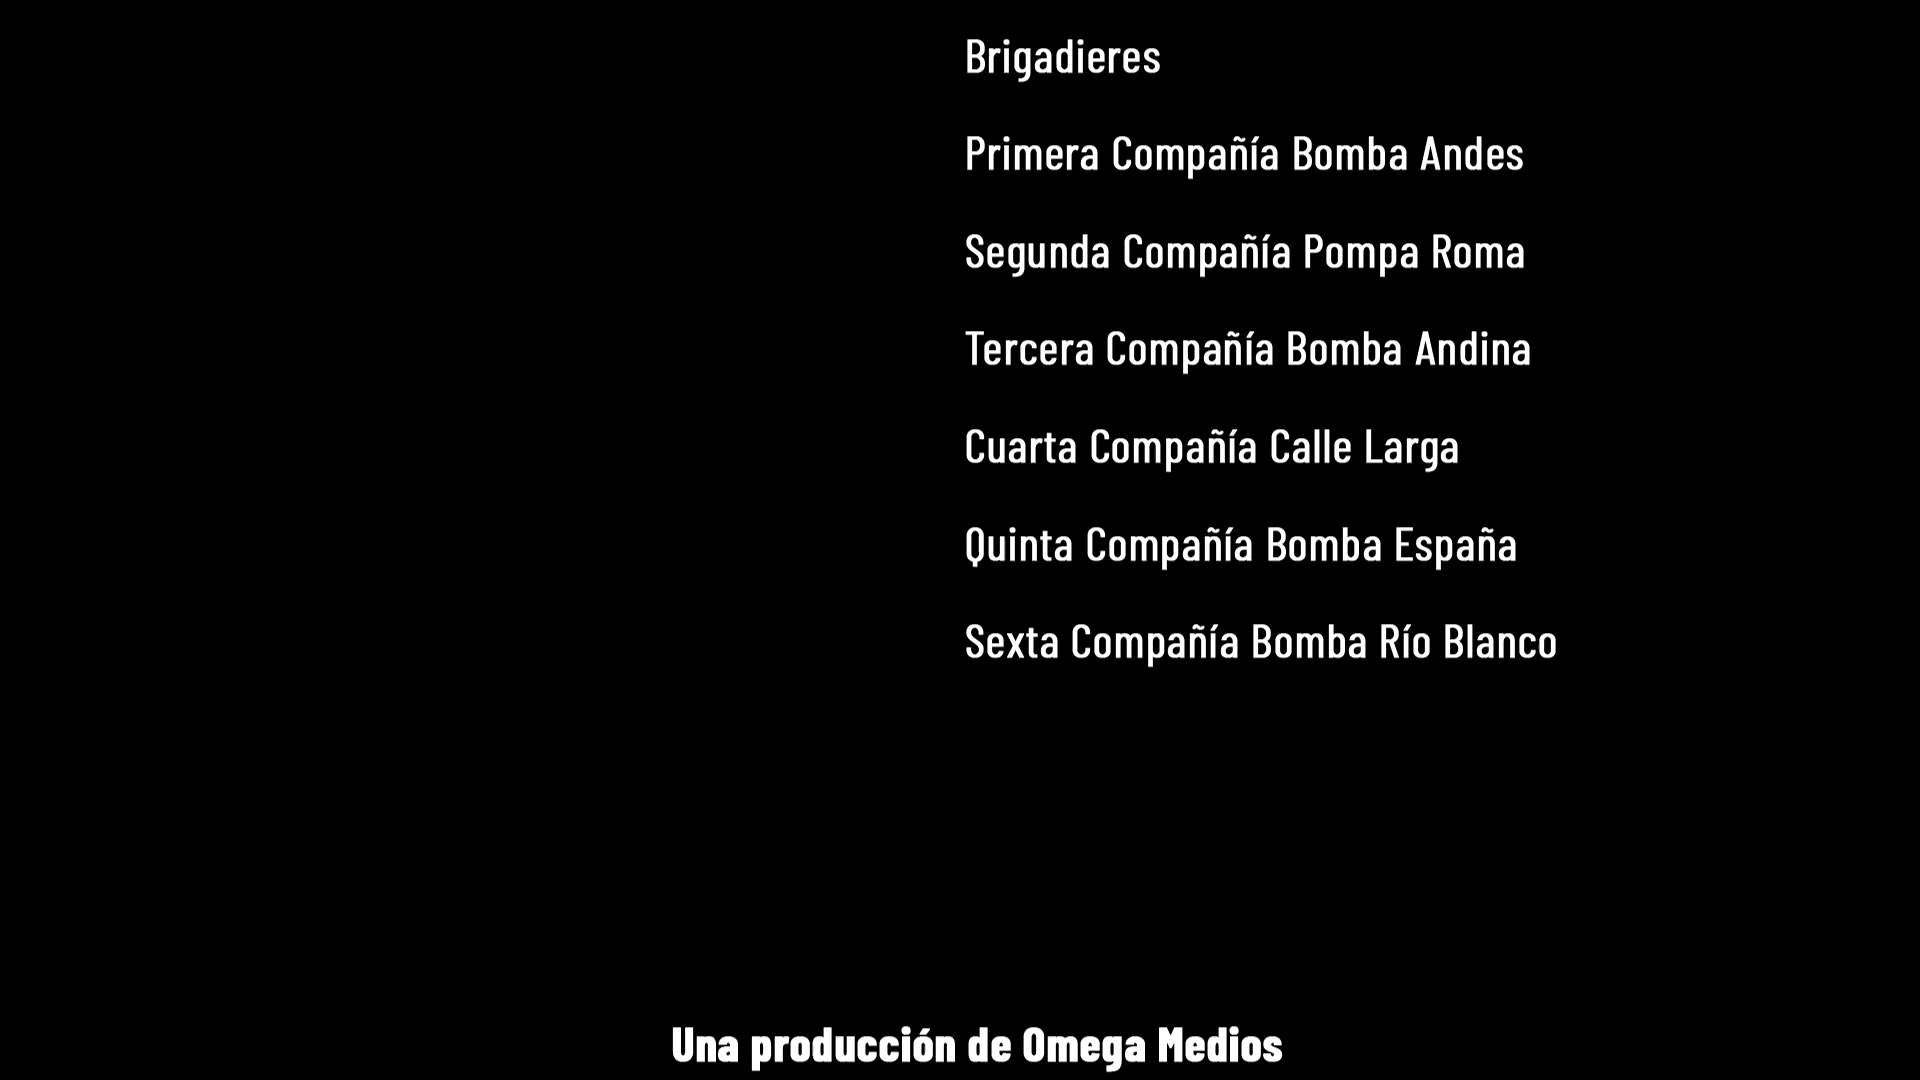 Brigadieres
Primera Compañía Bomba Andes
Segunda Compañía Pompa Roma
Tercera Compañía Bomba Andina
Cuarta Compañía Calle Larga
Quinta Compañía Bomba España
Sexta Compañía Bomba Río Blanco
Una producción de Omega Medios